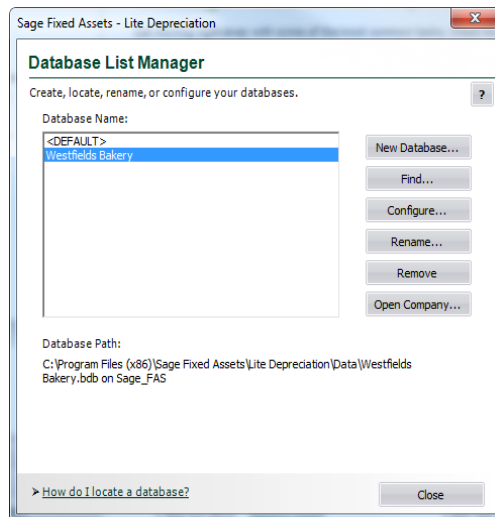 Sage Fixed Assets - Lite Depreciation
Database List Manager
Create, locate, rename, or configure your databases.
?
Database Name:
<DEFAULT>
Westfields Bakery
New Database...
Find...
Configure...
Rename...
Remove
Open Company...
Database Path:
C:\Program Files (x86)\Sage Fixed Assets\Lite Depreciation\Data\Westfields
Bakery.bdb on Sage_FAS
How do I locate a database?
Close